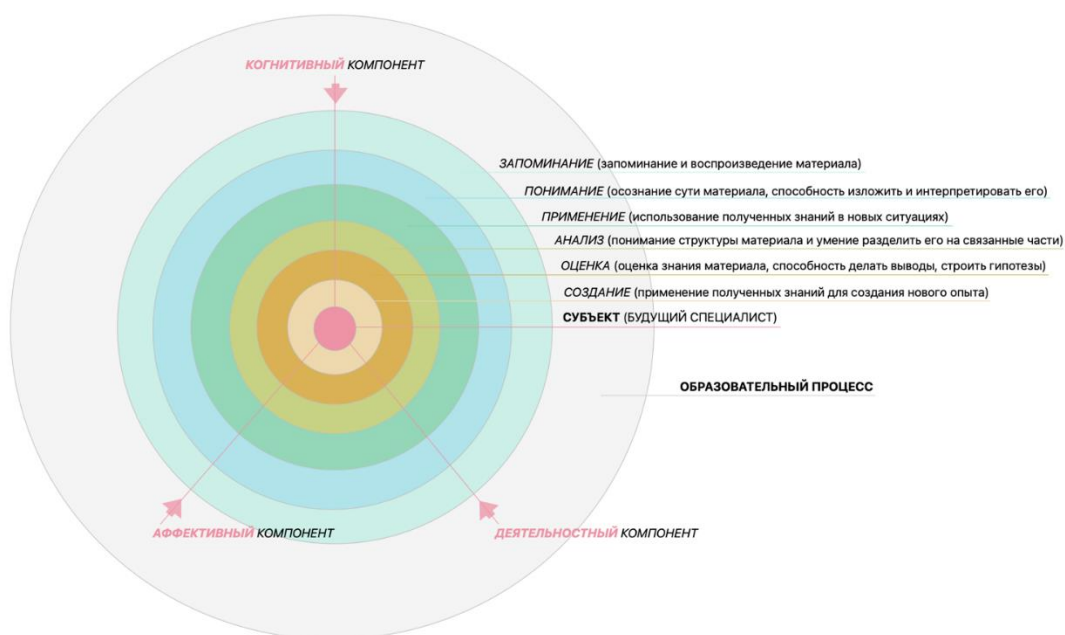 КОГНИТИВНЫЙ КОМПОНЕНТ
ЗАПОМИНАНИЕ (запоминание и воспроизведение материала)
ПОНИМАНИЕ (осознание сути материала, способность изложить и интерпретировать его)
ПРИМЕНЕНИЕ (использование полученных знаний в новых ситуациях)
АНАЛИЗ (понимание структуры материала и умение разделить его на связанные части)
ОЦЕНКА (оценка знания материала, способность делать выводы, строить гипотезы)
СОЗДАНИЕ (применение полученных знаний для создания нового опыта)
СУБЪЕКТ (БУДУЩИЙ СПЕЦИАЛИСТ)
ОБРАЗОВАТЕЛЬНЫЙ ПРОЦЕСС
АФФЕКТИВНЫЙ КОМПОНЕНТ
ДЕЯТЕЛЬНОСТНЫЙ КОМПОНЕНТ